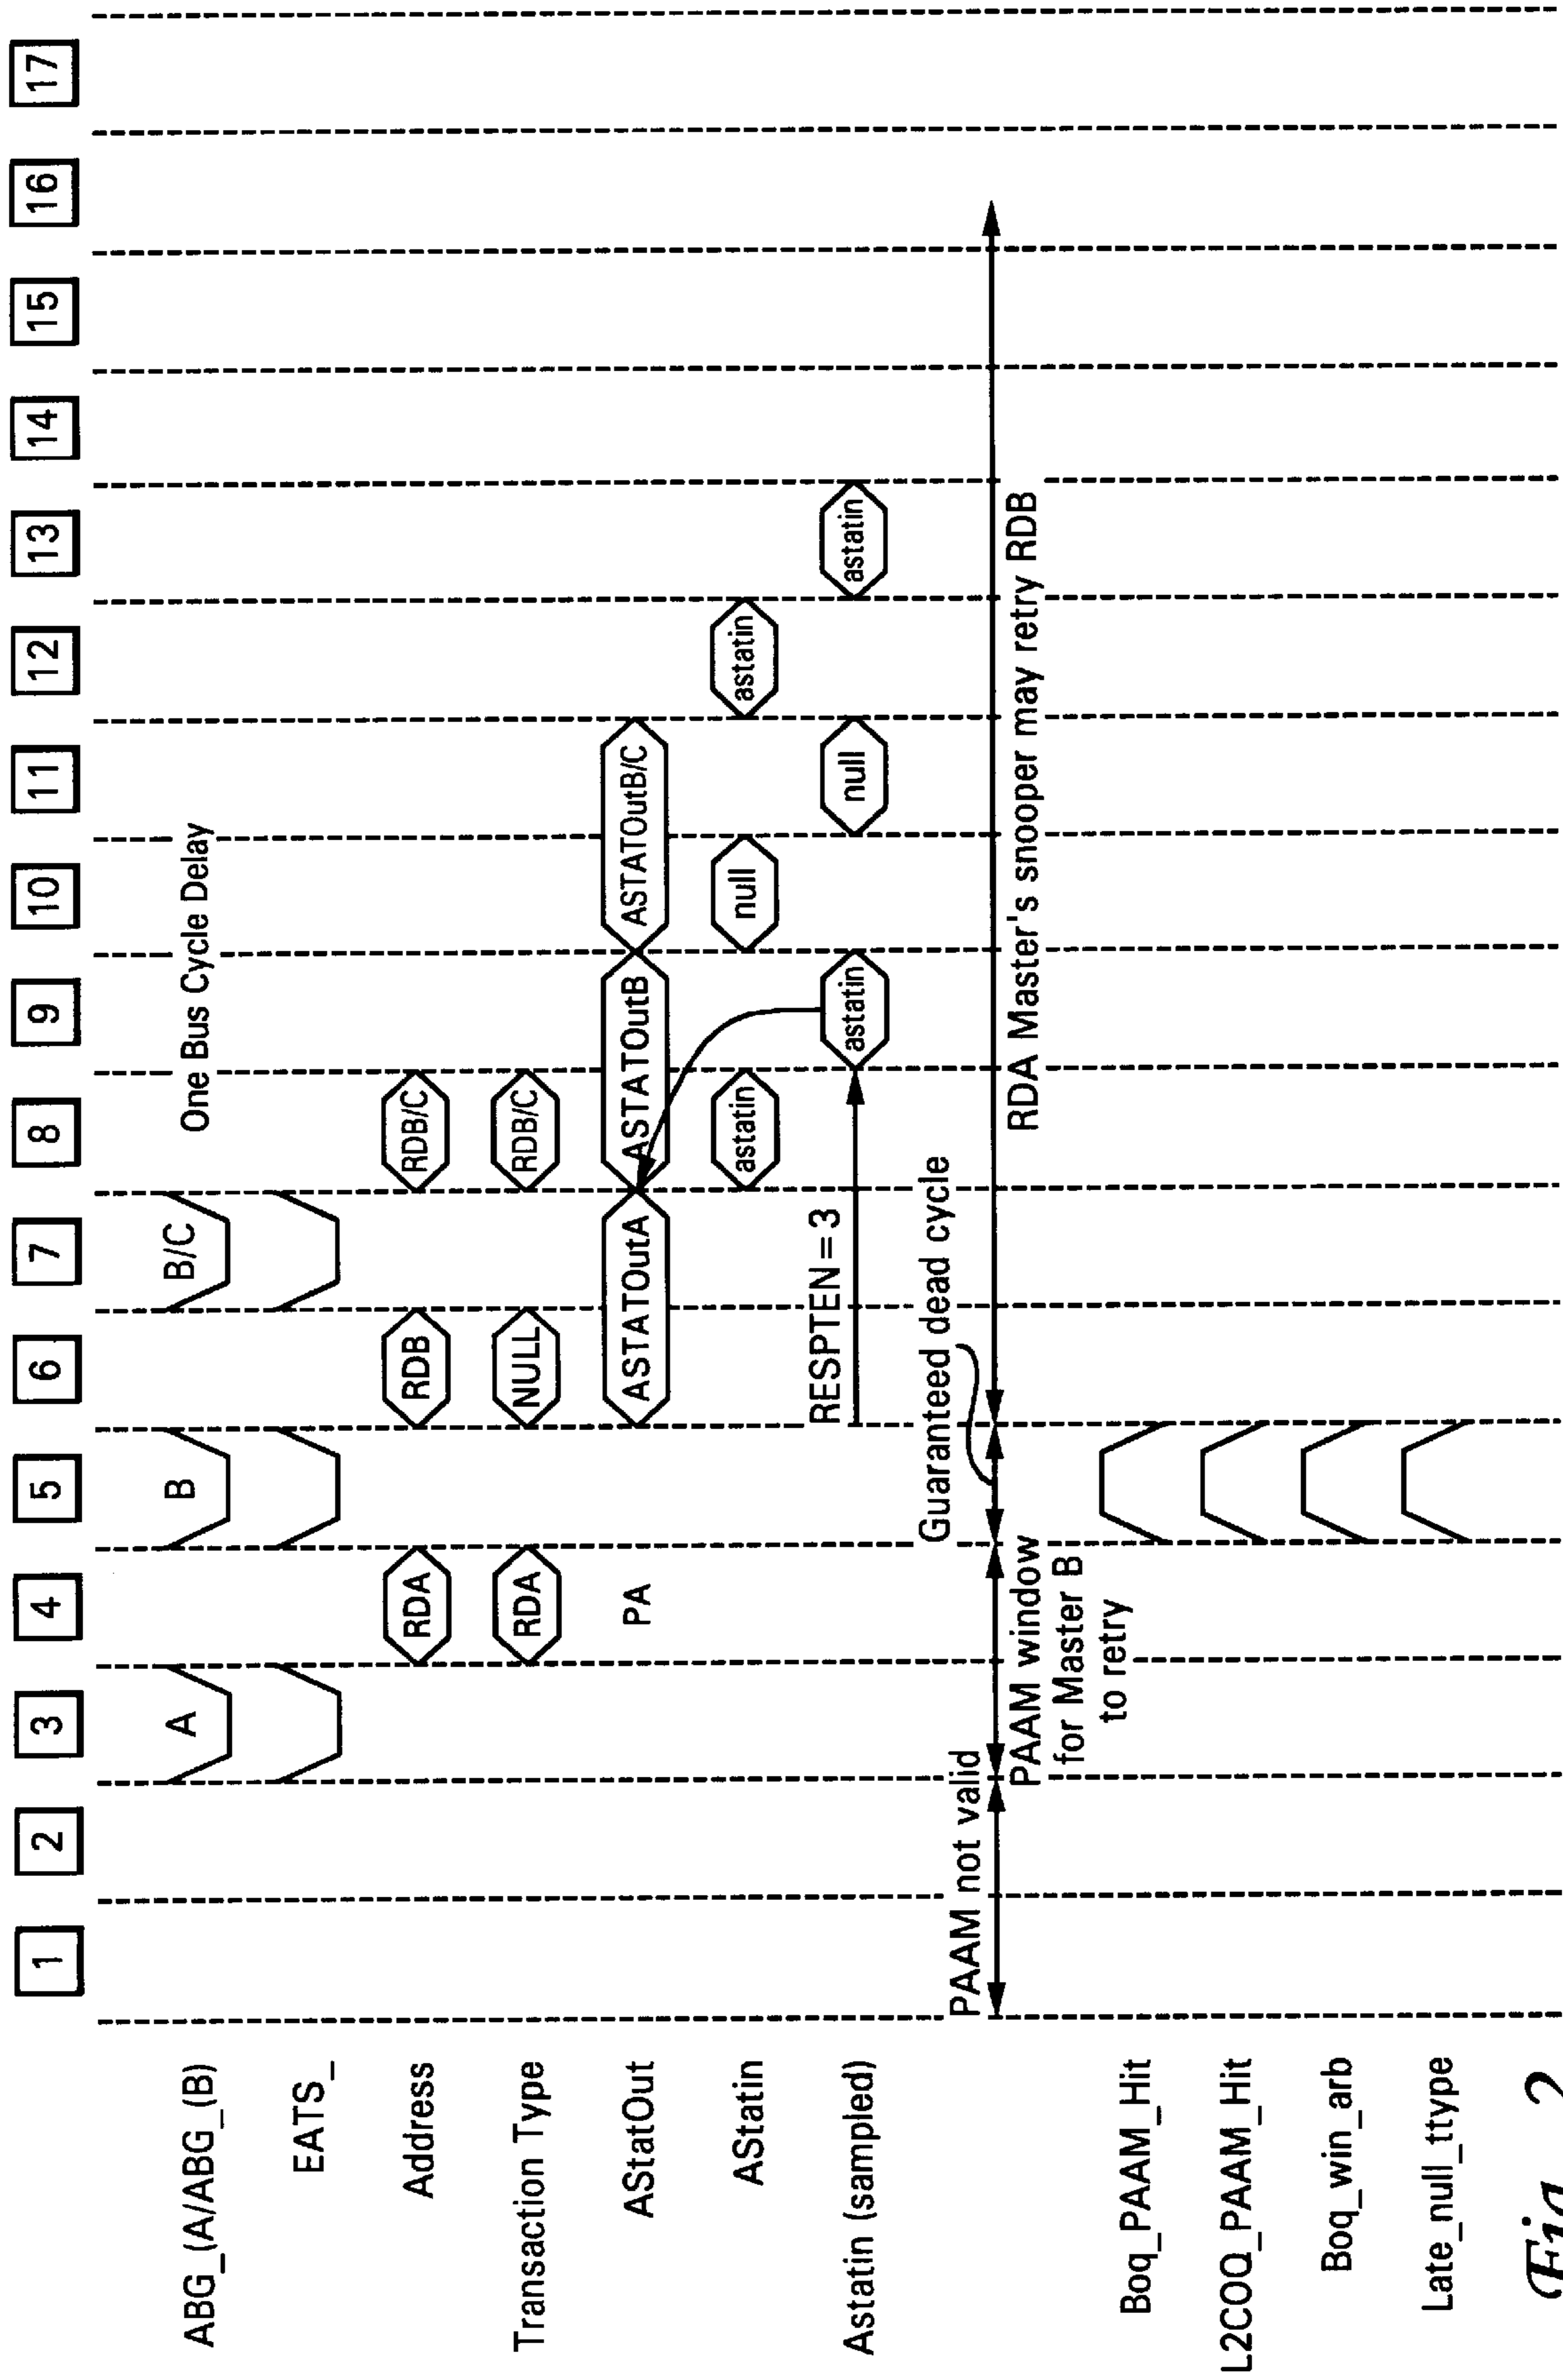 1 2 3 4 5 6 7 8 9 10 11 12 13 14 15 16 17
ABG_(A/ABG_(B) A B B/C One Bus Cycle Delay
EATS_
Address RDA RDB RDB/C
Transaction Type RDA NULL RDB/C
AStatOut PA ASTATOutA ASTATOutB ASTATOutB/C
AStatin astatin null astatin
Astatin (sampled) RESPTEN = 3 astatin null astatin
Guaranteed dead cycle
PAAM not valid
PAAM window
for Master B
to retry
RDA Master's snooper may retry RDB
Boq_PAAM_Hit
L2COQ_PAAM_Hit
Boq_win_arb
Late_null_ttype
Fig. 2